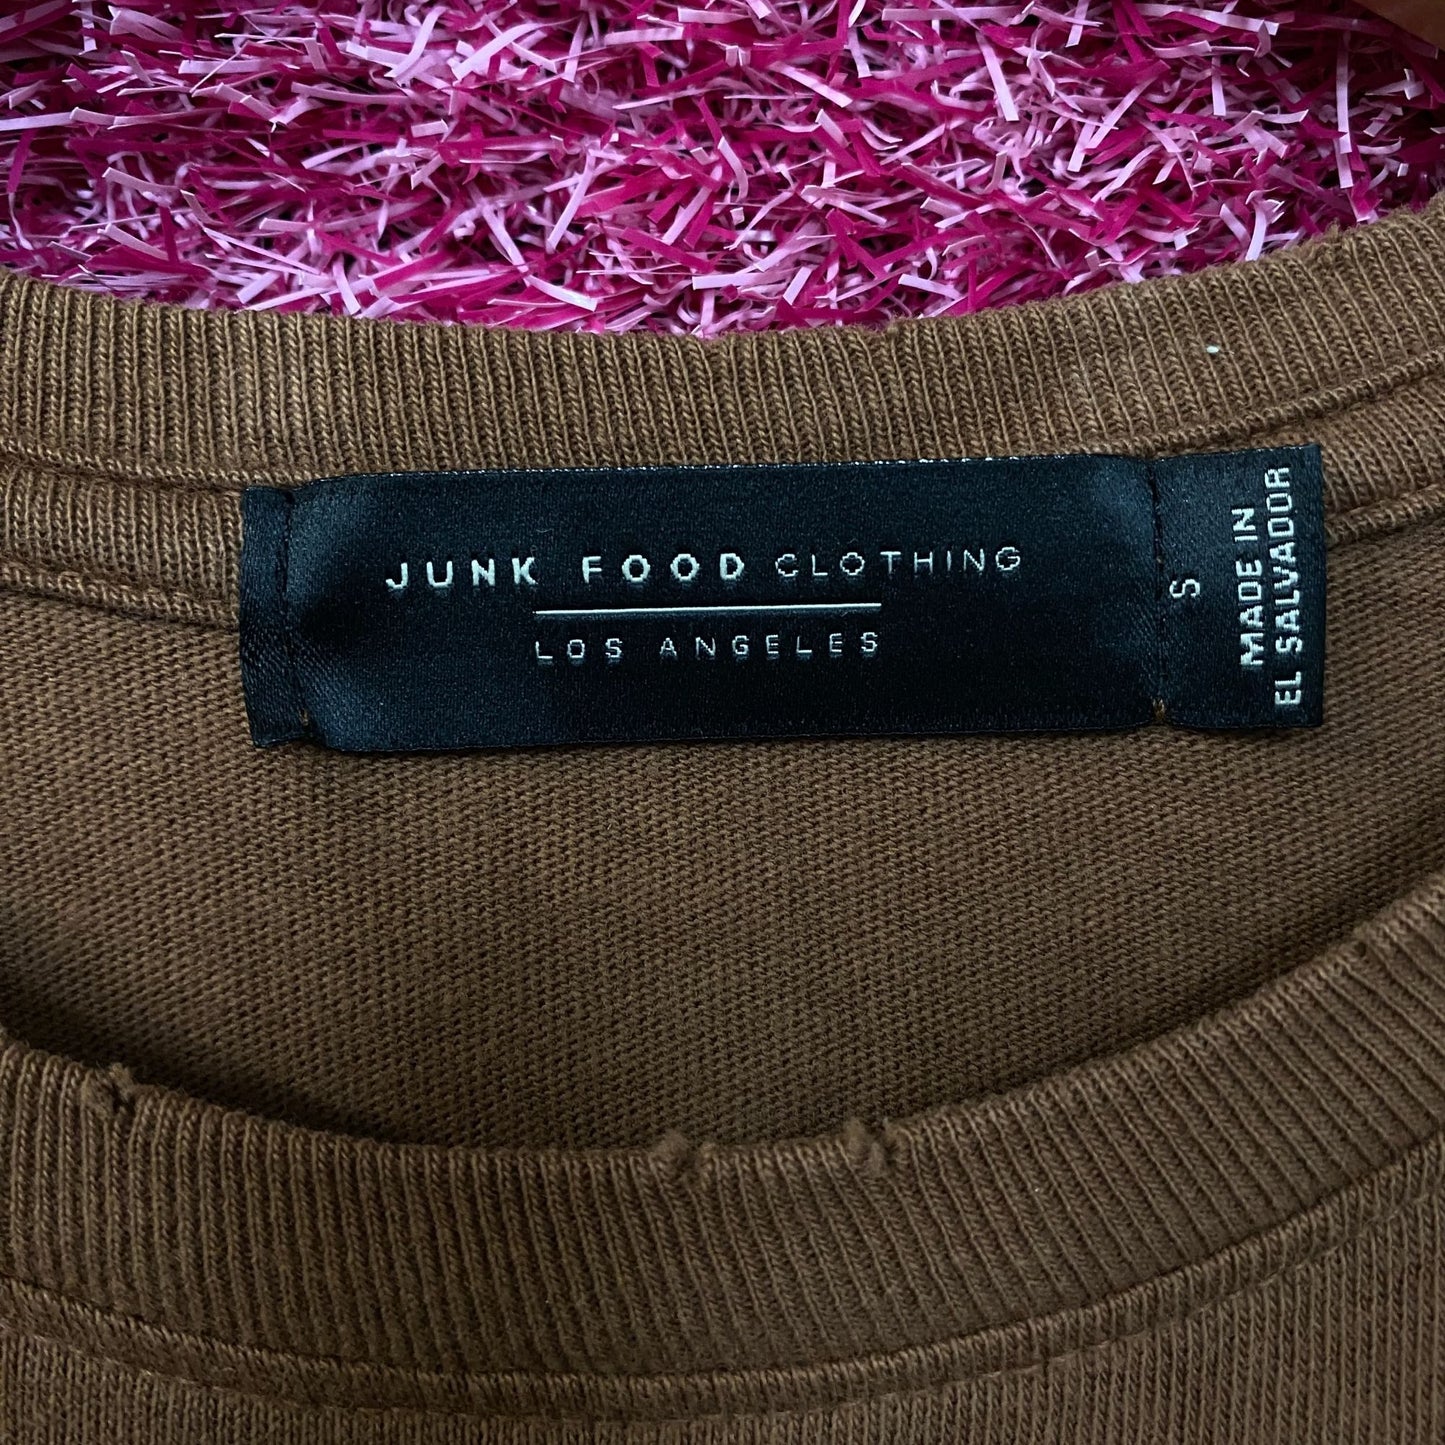 JUNK FOOD CLOTHING
LOS ANGELES
S
MADE IN
EL SALVADOR